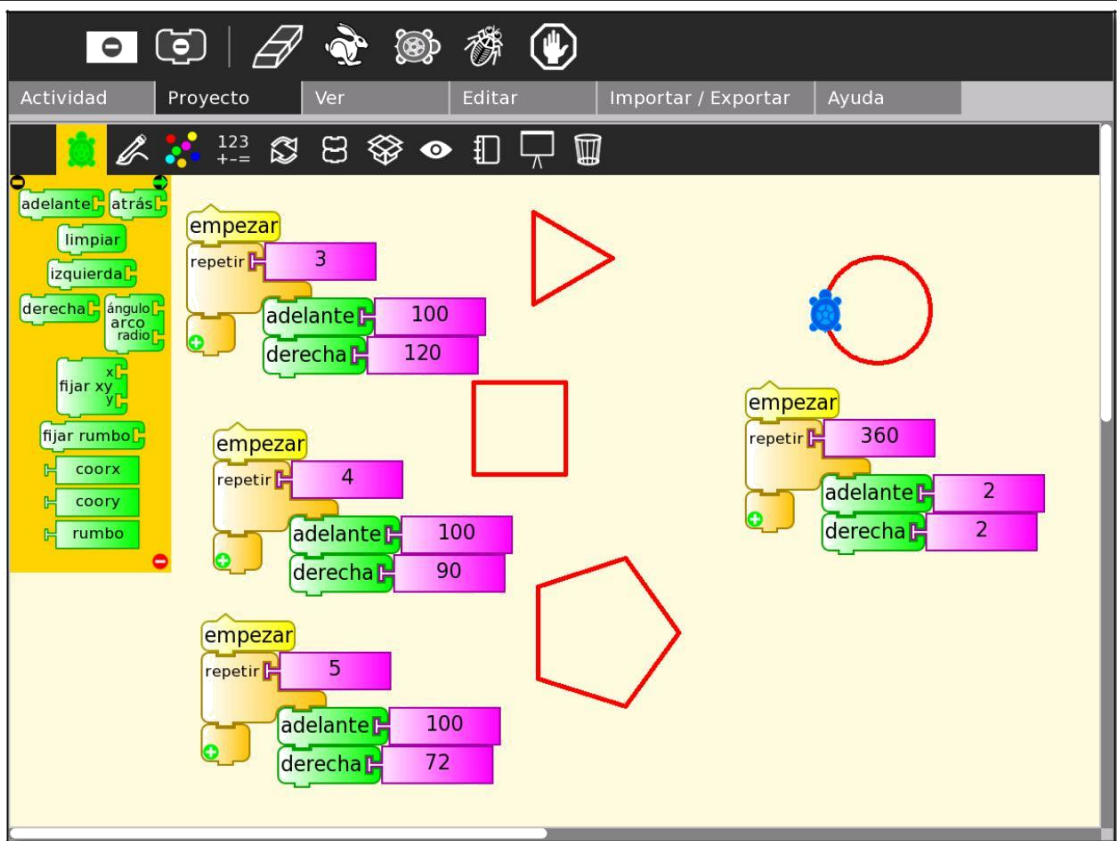 Actividad Proyecto Ver Editar Importar / Exportar Ayuda
123
+-=
adelante atrás
limpiar
izquierda
derecha ángulo
arco
radio
fijar xy x
y
fijar rumbo
coorx
coory
rumbo
empezar
repetir 3
adelante 100
derecha 120
empezar
repetir 4
adelante 100
derecha 90
empezar
repetir 5
adelante 100
derecha 72
empezar
repetir 360
adelante 2
derecha 2